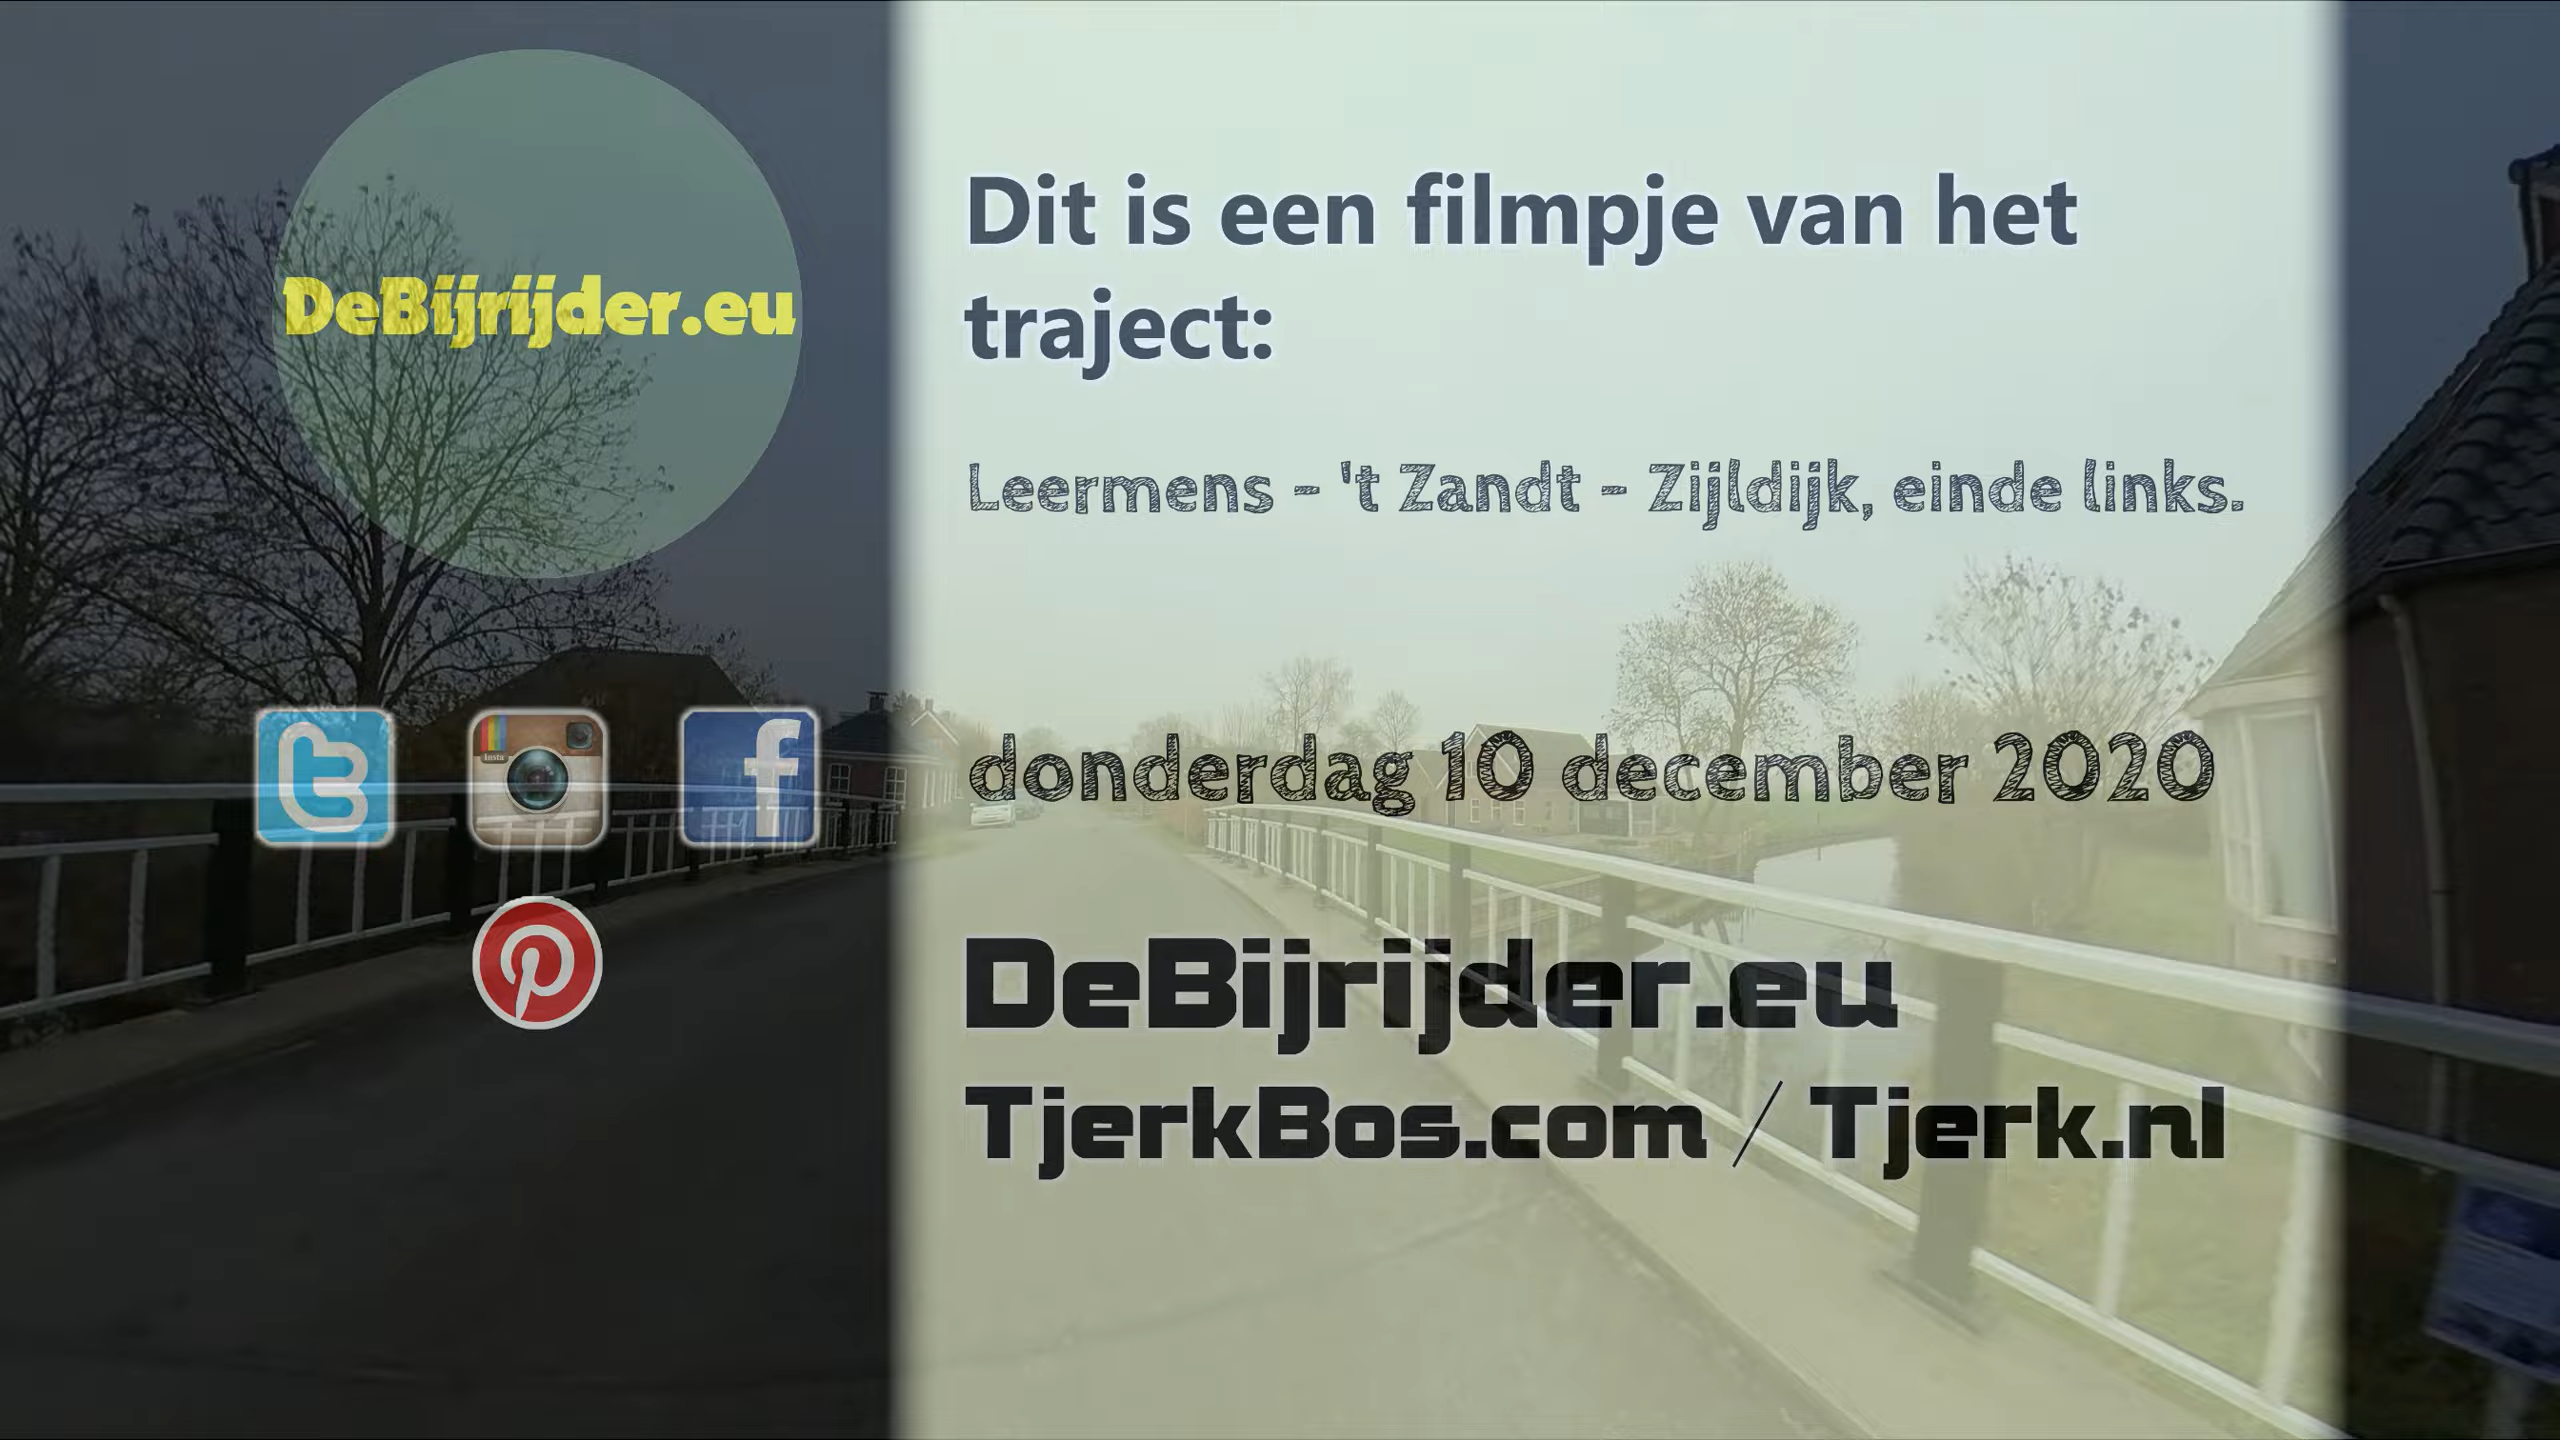 DeBijrijder.eu
Insta
Dit is een filmpje van het
traject:
Leermens - 't Zandt - Zijldijk, einde links.
donderdag 10 december 2020
DeBijrijder.eu
TjerkBos.com / Tjerk.nl